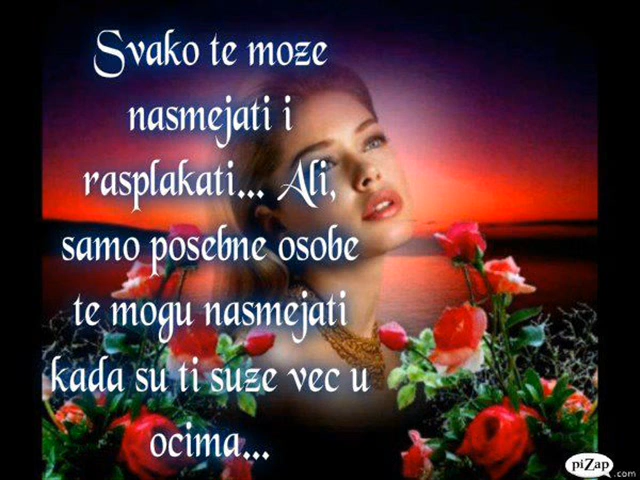 Svako te moze
nasmejati i
rasplakati... Ali,
samo posebne osobe
te mogu nasmejati
kada su ti suze vec u
ocima...
piZap
.com